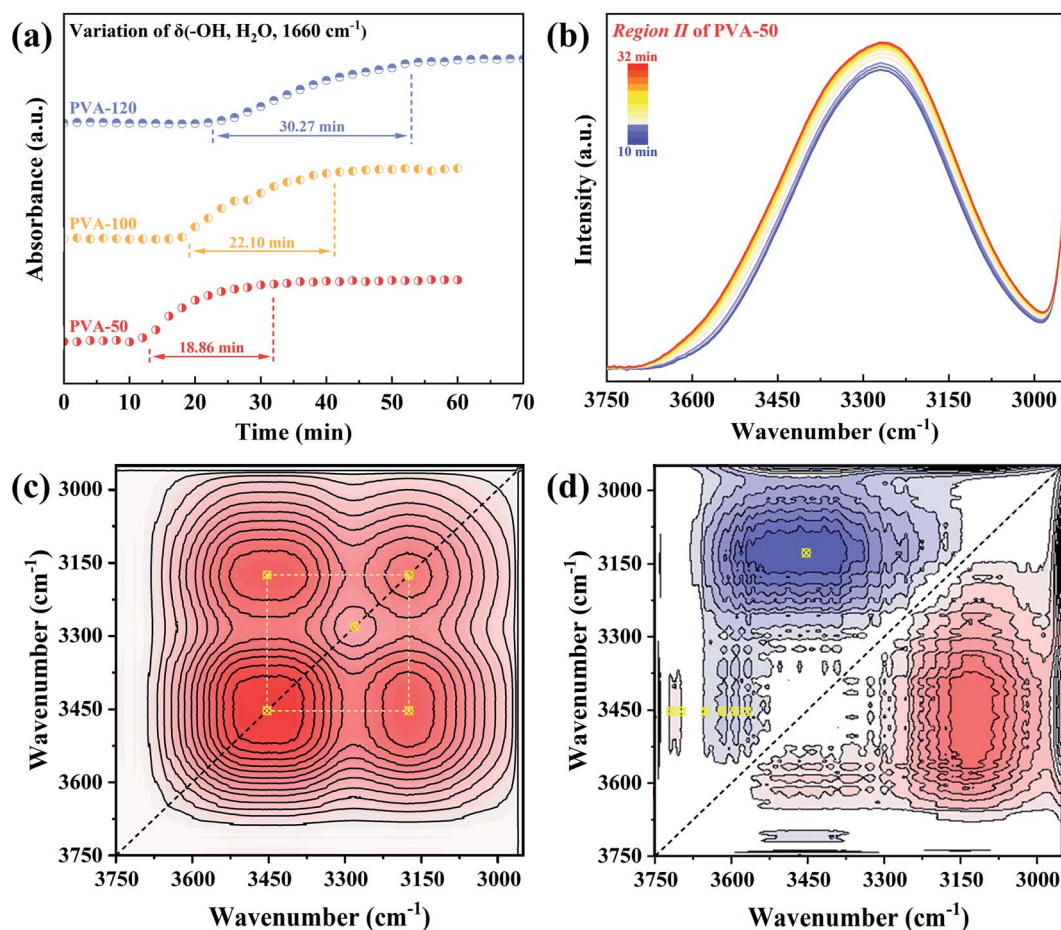 (a)
Variation of δ(-OH, H₂O, 1660 cm⁻¹)
PVA-120
30.27 min
PVA-100
22.10 min
PVA-50
18.86 min
Absorbance (a.u.)
0 10 20 30 40 50 60 70
Time (min)
(b)
Region II of PVA-50
32 min
10 min
Intensity (a.u.)
3750 3600 3450 3300 3150 3000
Wavenumber (cm⁻¹)
(c)
3000
3150
3300
3450
3600
3750
Wavenumber (cm⁻¹)
3750 3600 3450 3300 3150 3000
Wavenumber (cm⁻¹)
(d)
3000
3150
3300
3450
3600
3750
Wavenumber (cm⁻¹)
3750 3600 3450 3300 3150 3000
Wavenumber (cm⁻¹)